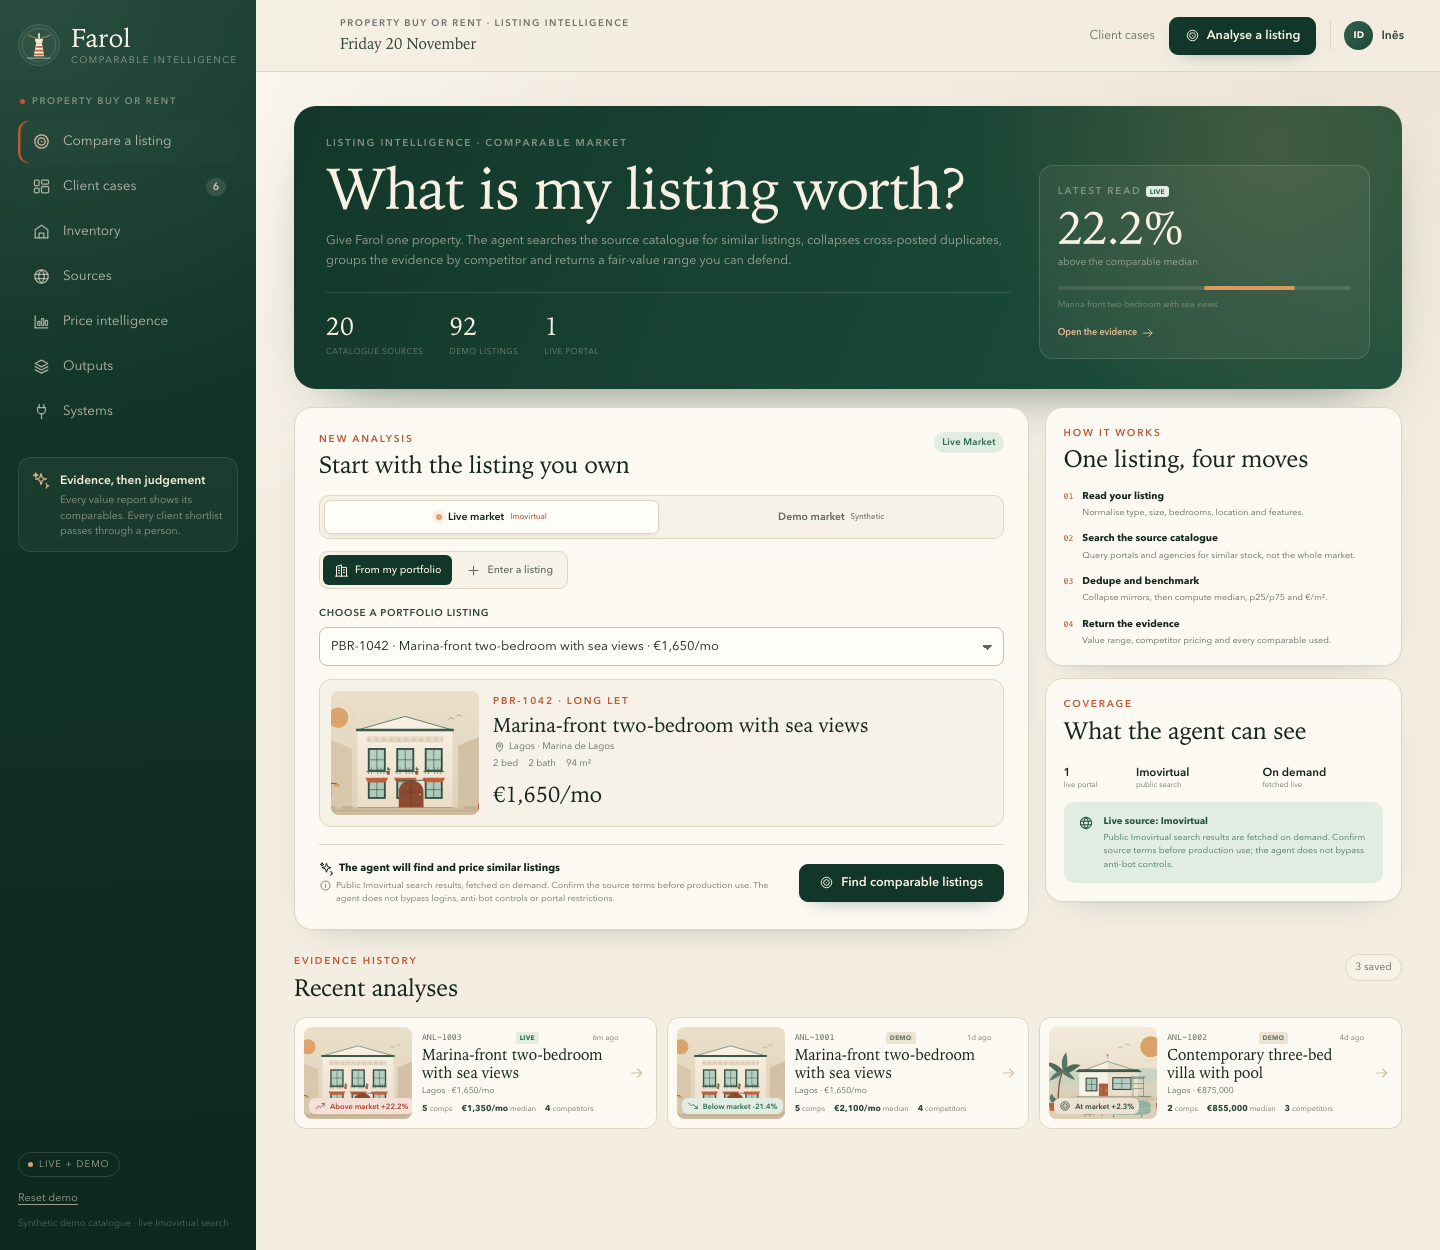 Farol
COMPARABLE INTELLIGENCE
PROPERTY BUY OR RENT
Compare a listing
Client cases 6
Inventory
Sources
Price intelligence
Outputs
Systems
Evidence, then judgement
Every value report shows its
comparables. Every client shortlist
passes through a person.
LIVE + DEMO
Reset demo
Synthetic demo catalogue · live Imovirtual search
PROPERTY BUY OR RENT · LISTING INTELLIGENCE
Friday 20 November
Client cases
Analyse a listing
ID
Inês
LISTING INTELLIGENCE · COMPARABLE MARKET
What is my listing worth?
Give Farol one property. The agent searches the source catalogue for similar listings, collapses cross-posted duplicates,
groups the evidence by competitor and returns a fair-value range you can defend.
20
CATALOGUE SOURCES
92
DEMO LISTINGS
1
LIVE PORTAL
LATEST READ LIVE
22.2%
above the comparable median
Marina-front two-bedroom with sea views
Open the evidence →
NEW ANALYSIS
Start with the listing you own
Live Market
Live market Imovirtual
Demo market Synthetic
From my portfolio
Enter a listing
CHOOSE A PORTFOLIO LISTING
PBR-1042 · Marina-front two-bedroom with sea views · €1,650/mo
PBR-1042 · LONG LET
Marina-front two-bedroom with sea views
Lagos · Marina de Lagos
2 bed 2 bath 94 m²
€1,650/mo
The agent will find and price similar listings
Public Imovirtual search results, fetched on demand. Confirm the source terms before production use. The
agent does not bypass logins, anti-bot controls or portal restrictions.
Find comparable listings
HOW IT WORKS
One listing, four moves
01 Read your listing
Normalise type, size, bedrooms, location and features.
02 Search the source catalogue
Query portals and agencies for similar stock, not the whole market.
03 Dedupe and benchmark
Collapse mirrors, then compute median, p25/p75 and €/m².
04 Return the evidence
Value range, competitor pricing and every comparable used.
COVERAGE
What the agent can see
1
live portal
Imovirtual
public search
On demand
fetched live
Live source: Imovirtual
Public Imovirtual search results are fetched on demand. Confirm
source terms before production use; the agent does not bypass
anti-bot controls.
EVIDENCE HISTORY
Recent analyses
3 saved
ANL-1003 LIVE 6m ago
Marina-front two-bedroom
with sea views
Lagos · €1,650/mo
5 comps €1,350/mo median 4 competitors
Above market +22.2%
ANL-1001 DEMO 1d ago
Marina-front two-bedroom
with sea views
Lagos · €1,650/mo
5 comps €2,100/mo median 4 competitors
Below market -21.4%
ANL-1002 DEMO 4d ago
Contemporary three-bed
villa with pool
Lagos · €875,000
2 comps €855,000 median 3 competitors
At market +2.3%